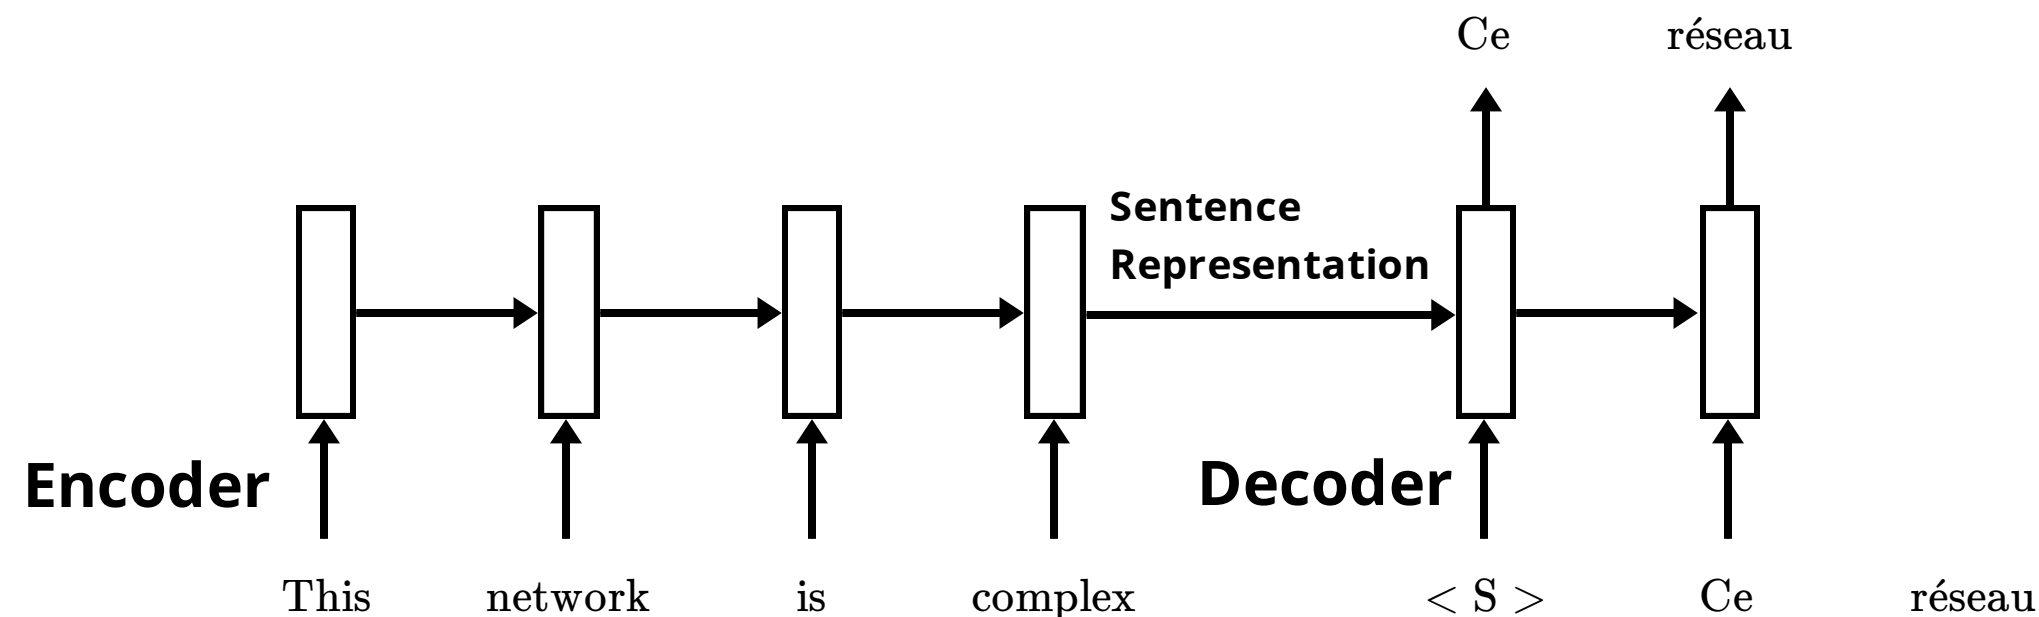 Ce réseau
Sentence
Representation
Encoder
Decoder
This network is complex < S > Ce réseau